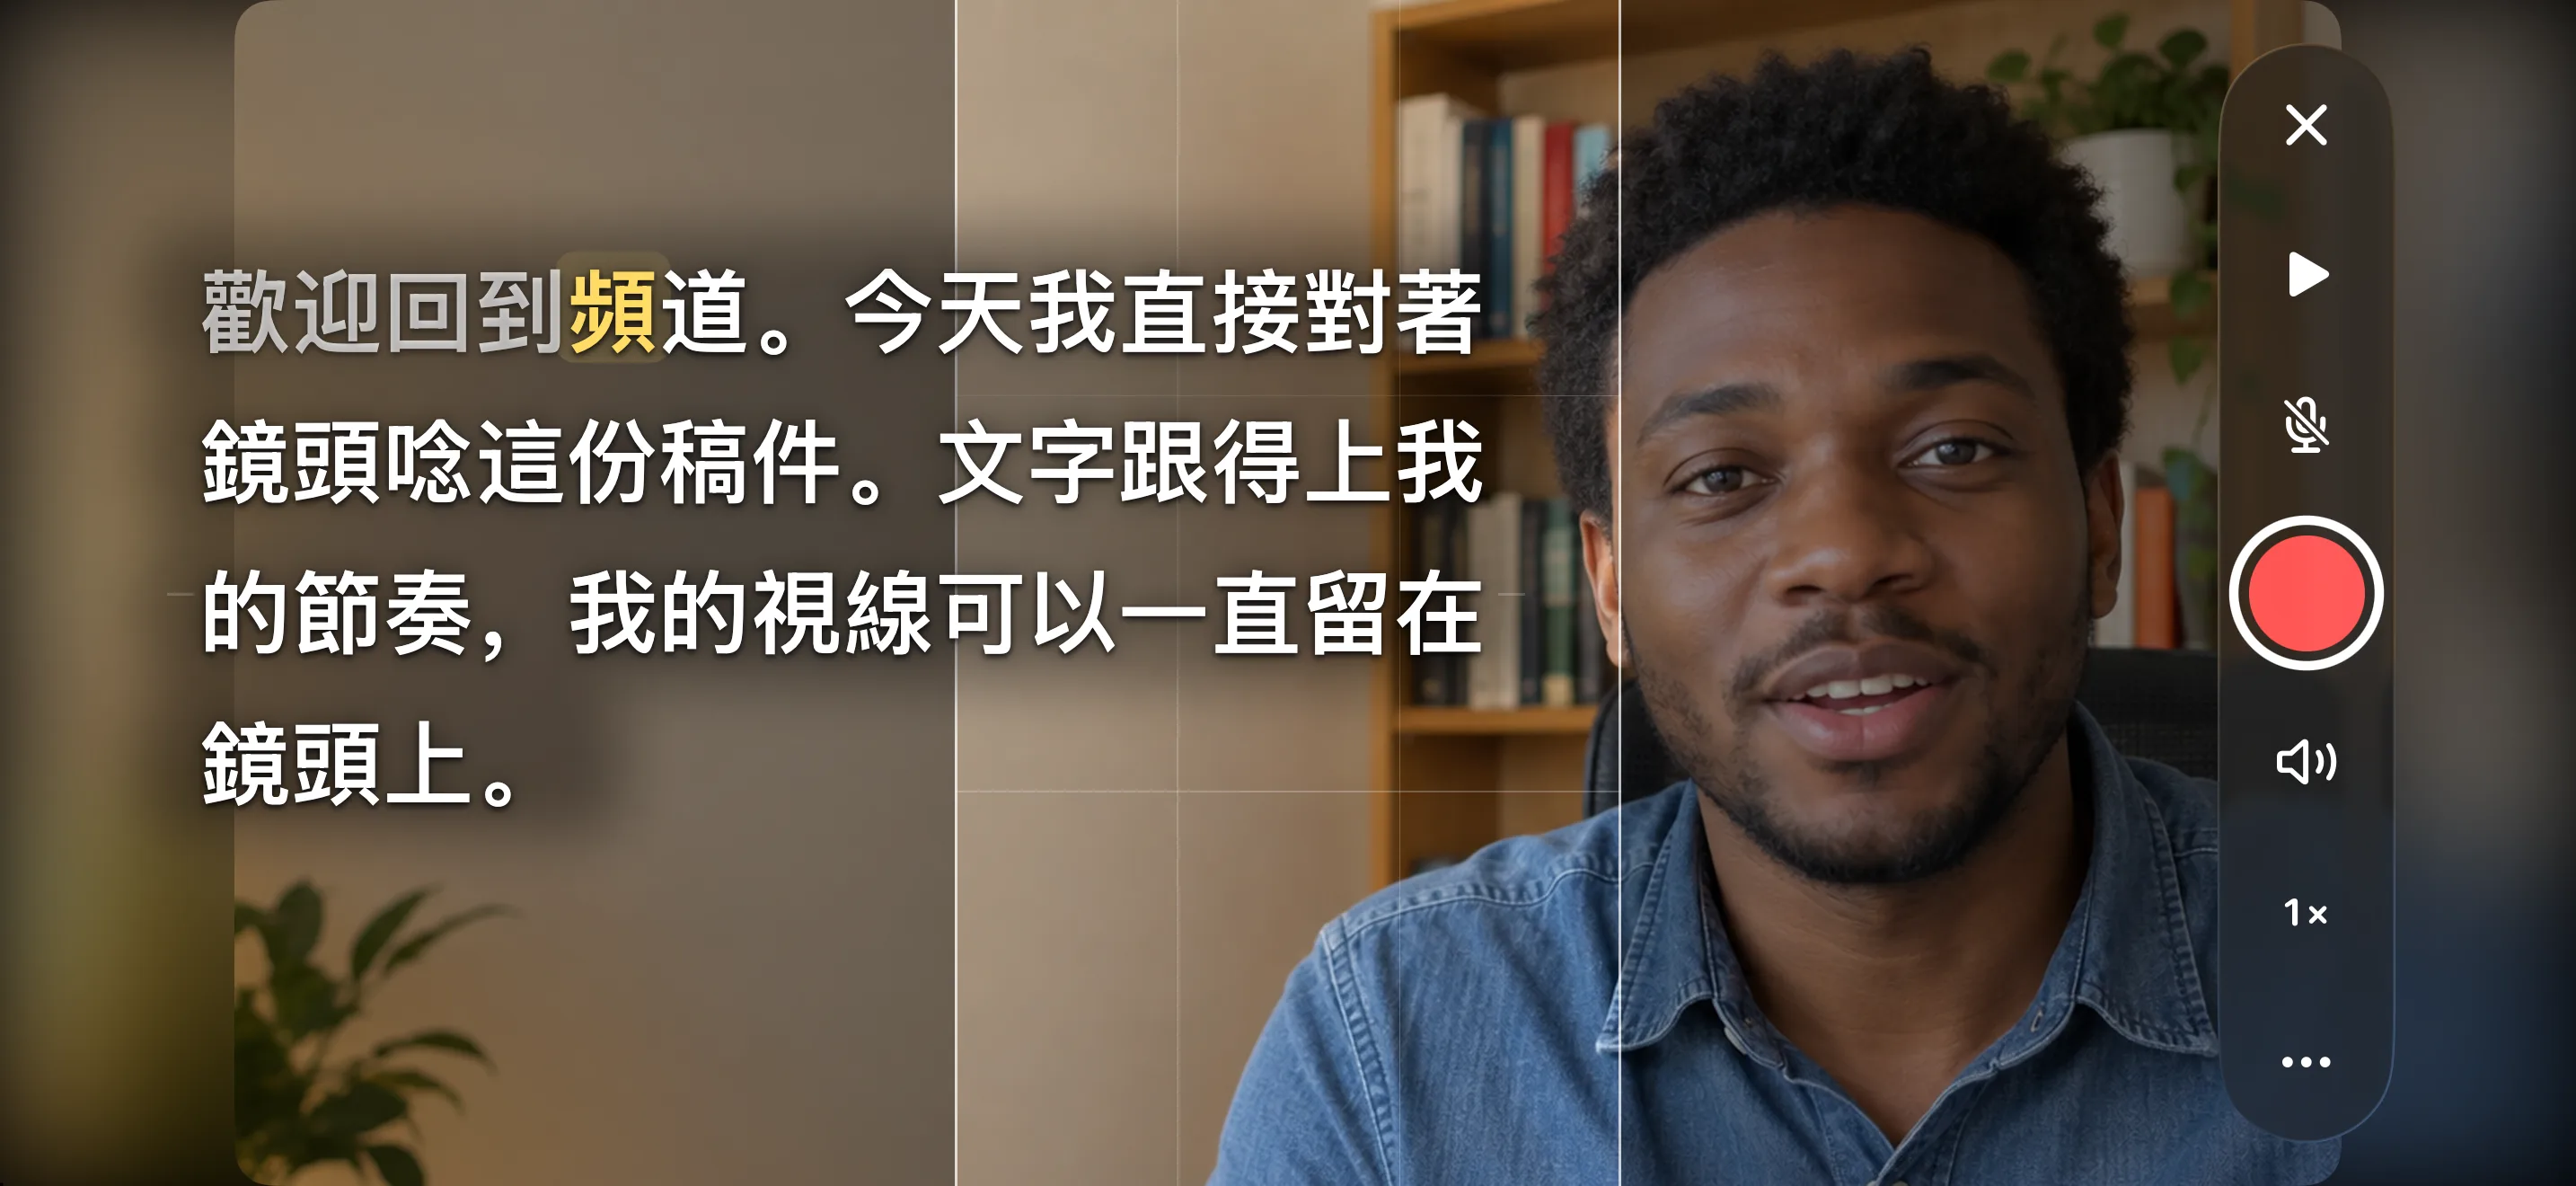 歡迎回到頻道。今天我直接對著
鏡頭唸這份稿件。文字跟得上我
的節奏，我的視線可以一直留在
鏡頭上。
1×